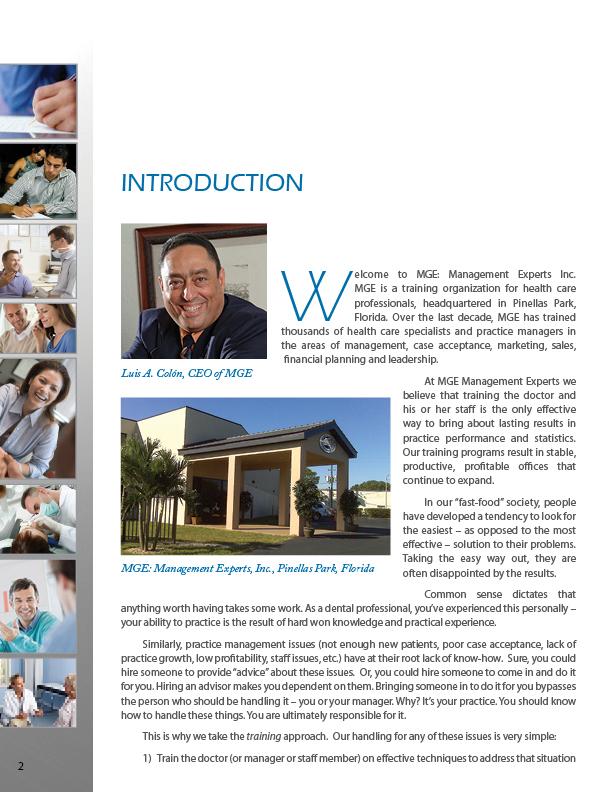 INTRODUCTION
Welcome to MGE: Management Experts Inc.
MGE is a training organization for health care
professionals, headquartered in Pinellas Park,
Florida. Over the last decade, MGE has trained
thousands of health care specialists and practice managers in
the areas of management, case acceptance, marketing, sales,
financial planning and leadership.
Luis A. Colón, CEO of MGE
At MGE Management Experts we
believe that training the doctor and
his or her staff is the only effective
way to bring about lasting results in
practice performance and statistics.
Our training programs result in stable,
productive, profitable offices that
continue to expand.
In our “fast-food” society, people
have developed a tendency to look for
the easiest – as opposed to the most
effective – solution to their problems.
Taking the easy way out, they are
often disappointed by the results.
MGE: Management Experts, Inc., Pinellas Park, Florida
Common sense dictates that
anything worth having takes some work. As a dental professional, you’ve experienced this personally –
your ability to practice is the result of hard won knowledge and practical experience.
Similarly, practice management issues (not enough new patients, poor case acceptance, lack of
practice growth, low profitability, staff issues, etc.) have at their root lack of know-how. Sure, you could
hire someone to provide “advice” about these issues. Or, you could hire someone to come in and do it
for you. Hiring an advisor makes you dependent on them. Bringing someone in to do it for you bypasses
the person who should be handling it – you or your manager. Why? It’s your practice. You should know
how to handle these things. You are ultimately responsible for it.
This is why we take the training approach. Our handling for any of these issues is very simple:
1) Train the doctor (or manager or staff member) on effective techniques to address that situation
2